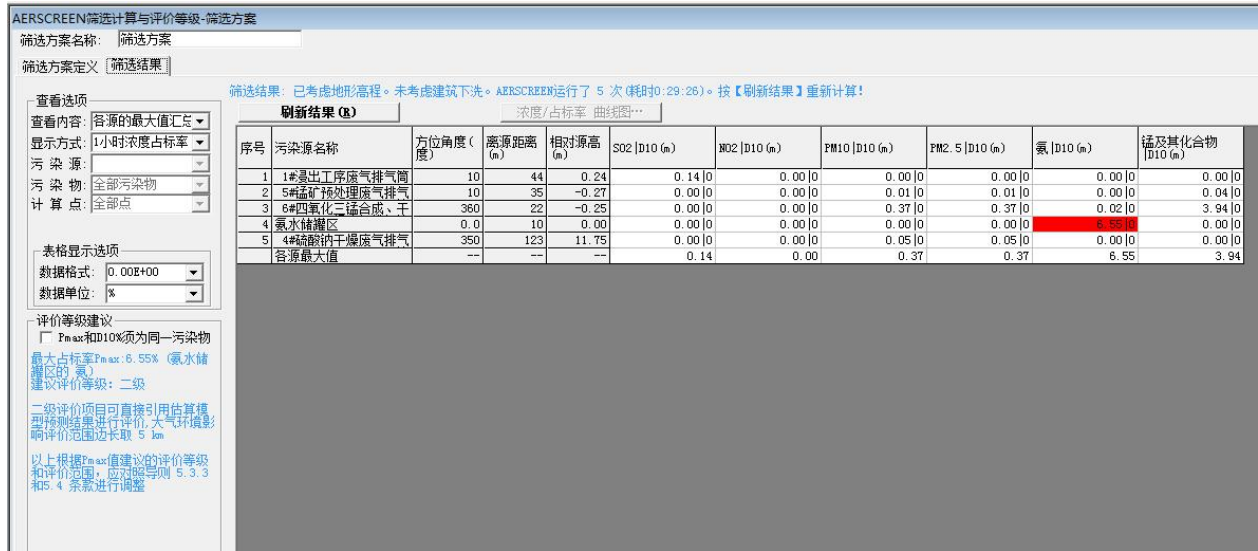 AERSCREEN筛选计算与评价等级-筛选方案
筛选方案名称: 筛选方案
筛选方案定义 筛选结果
筛选结果: 已考虑地形高程。未考虑建筑下洗。AERSCREEN运行了 5 次(耗时0:29:26)。按【刷新结果】重新计算!
刷新结果(R) 浓度/占标率 曲线图…
查看选项
查看内容: 各源的最大值汇总
显示方式: 1小时浓度占标率
污 染 源:
污 染 物: 全部污染物
计 算 点: 全部点
表格显示选项
数据格式: 0.00E+00
数据单位: %
评价等级建议
Pmax和D10%须为同一污染物
最大占标率Pmax:6.55% (氨水储
罐区的 氨)
建议评价等级: 二级
二级评价项目可直接引用估算模
型预测结果进行评价,大气环境影
响评价范围边长取 5 km
以上根据Pmax值建议的评价等级
和评价范围, 应对照导则 5.3.3
和5.4 条款进行调整
序号 污染源名称 方位角度(度) 离源距离(m) 相对源高(m) SO2|D10(m) NO2|D10(m) PM10|D10(m) PM2.5|D10(m) 氨|D10(m) 锰及其化合物|D10(m)
1 1#浸出工序废气排气筒 10 44 0.24 0.14|0 0.00|0 0.00|0 0.00|0 0.00|0 0.00|0
2 5#锰矿预处理废气排气 10 35 -0.27 0.00|0 0.00|0 0.01|0 0.01|0 0.00|0 0.04|0
3 6#四氧化三锰合成、干 360 22 -0.25 0.00|0 0.00|0 0.37|0 0.37|0 0.02|0 3.94|0
4 氨水储罐区 0.0 10 0.00 0.00|0 0.00|0 0.00|0 0.00|0 6.55|0 0.00|0
5 4#硫酸钠干燥废气排气 350 123 11.75 0.00|0 0.00|0 0.05|0 0.05|0 0.00|0 0.00|0
各源最大值 -- -- -- 0.14 0.00 0.37 0.37 6.55 3.94